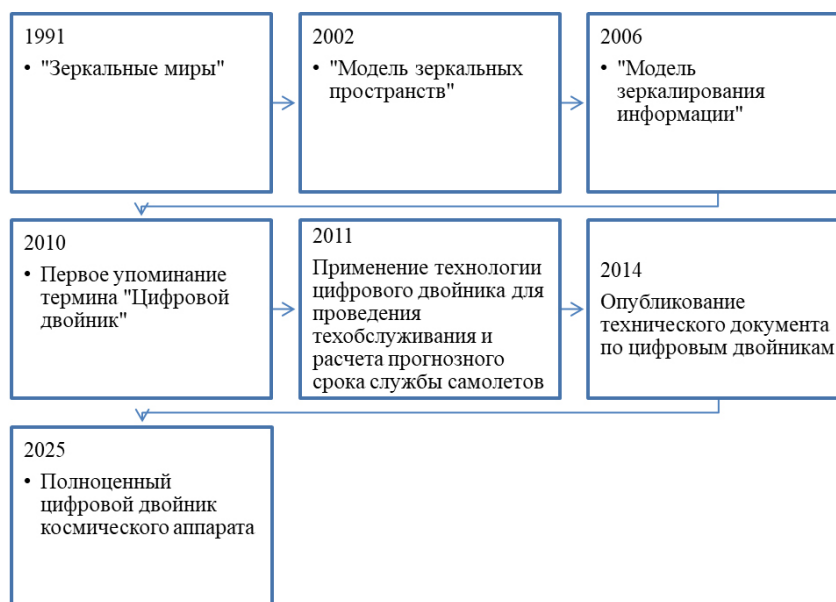 1991
• "Зеркальные миры"
2002
• "Модель зеркальных
пространств"
2006
• "Модель
зеркалирования
информации"
2010
• Первое упоминание
термина "Цифровой
двойник"
2011
Применение технологии
цифрового двойника для
проведения
техобслуживания и
расчета прогнозного
срока службы самолетов
2014
Опубликование
технического документа
по цифровым двойникам
2025
• Полноценный
цифровой двойник
космического аппарата